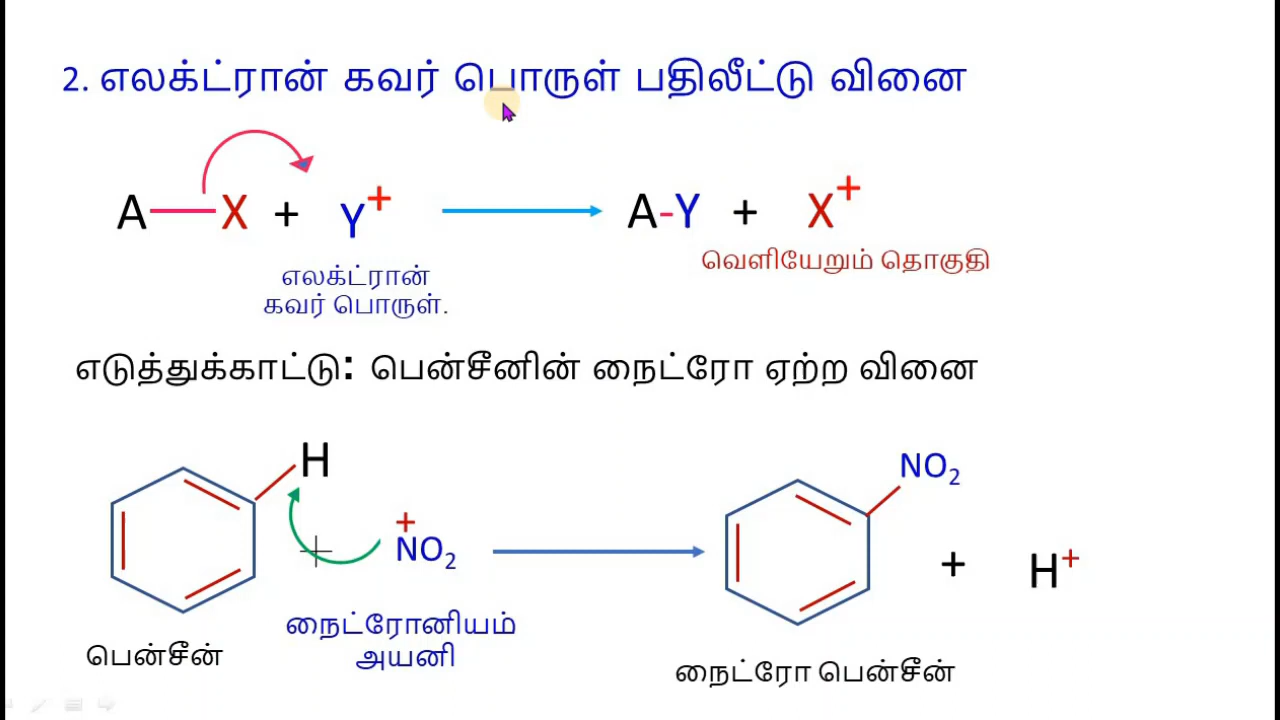 2. எலக்ட்ரான் கவர் பொருள் பதிலீட்டு வினை
A X + Y+ A-Y + X+
எலக்ட்ரான்
கவர் பொருள்.
வெளியேறும் தொகுதி
எடுத்துக்காட்டு: பென்சீனின் நைட்ரோ ஏற்ற வினை
H
+
NO2
நைட்ரோனியம்
அயனி
பென்சீன்
NO2
+ H+
நைட்ரோ பென்சீன்